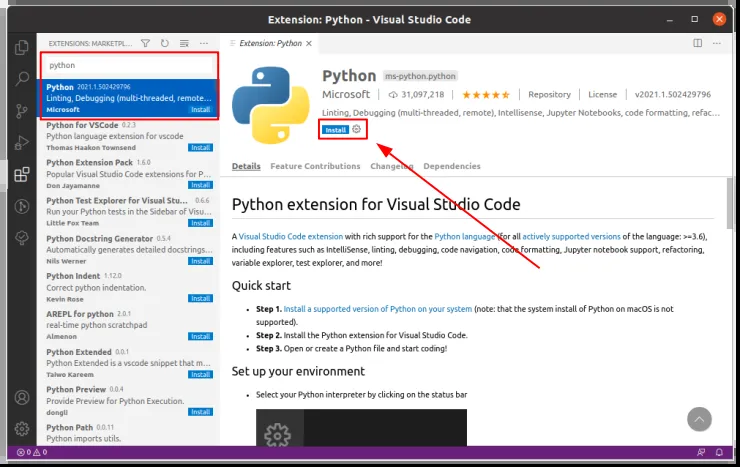 Extension: Python - Visual Studio Code
EXTENSIONS: MARKETPL...
python
Python 2021.1.502429796
Linting, Debugging (multi-threaded, remote...
Microsoft Install
Python for VSCode 0.2.3
Python language extension for vscode
Thomas Haakon Townsend Install
Python Extension Pack 1.6.0
Popular Visual Studio Code extensions for P...
Don Jayamanne Install
Python Test Explorer for Visual Stu... 0.6.6
Run your Python tests in the Sidebar of Visu...
Little Fox Team Install
Python Docstring Generator 0.5.4
Automatically generates detailed docstrings...
Nils Werner Install
Python Indent 1.12.0
Correct python indentation.
Kevin Rose Install
AREPL for python 2.0.1
real-time python scratchpad
Almenon Install
Python Extended 0.0.1
Python Extended is a vscode snippet that m...
Taiwo Kareem Install
Python Preview 0.0.4
Provide Preview for Python Execution.
dongli Install
Python Path 0.0.11
Python imports utils.
Extension: Python
Python ms-python.python
Microsoft 31,097,218 Repository License v2021.1.502429796
Linting, Debugging (multi-threaded, remote), Intellisense, Jupyter Notebooks, code formatting, refac...
Install
Details Feature Contributions Changelog Dependencies
Python extension for Visual Studio Code
A Visual Studio Code extension with rich support for the Python language (for all actively supported versions of the language: >=3.6),
including features such as IntelliSense, linting, debugging, code navigation, code formatting, Jupyter notebook support, refactoring,
variable explorer, test explorer, and more!
Quick start
• Step 1. Install a supported version of Python on your system (note: that the system install of Python on macOS is not
supported).
• Step 2. Install the Python extension for Visual Studio Code.
• Step 3. Open or create a Python file and start coding!
Set up your environment
• Select your Python interpreter by clicking on the status bar
0 0